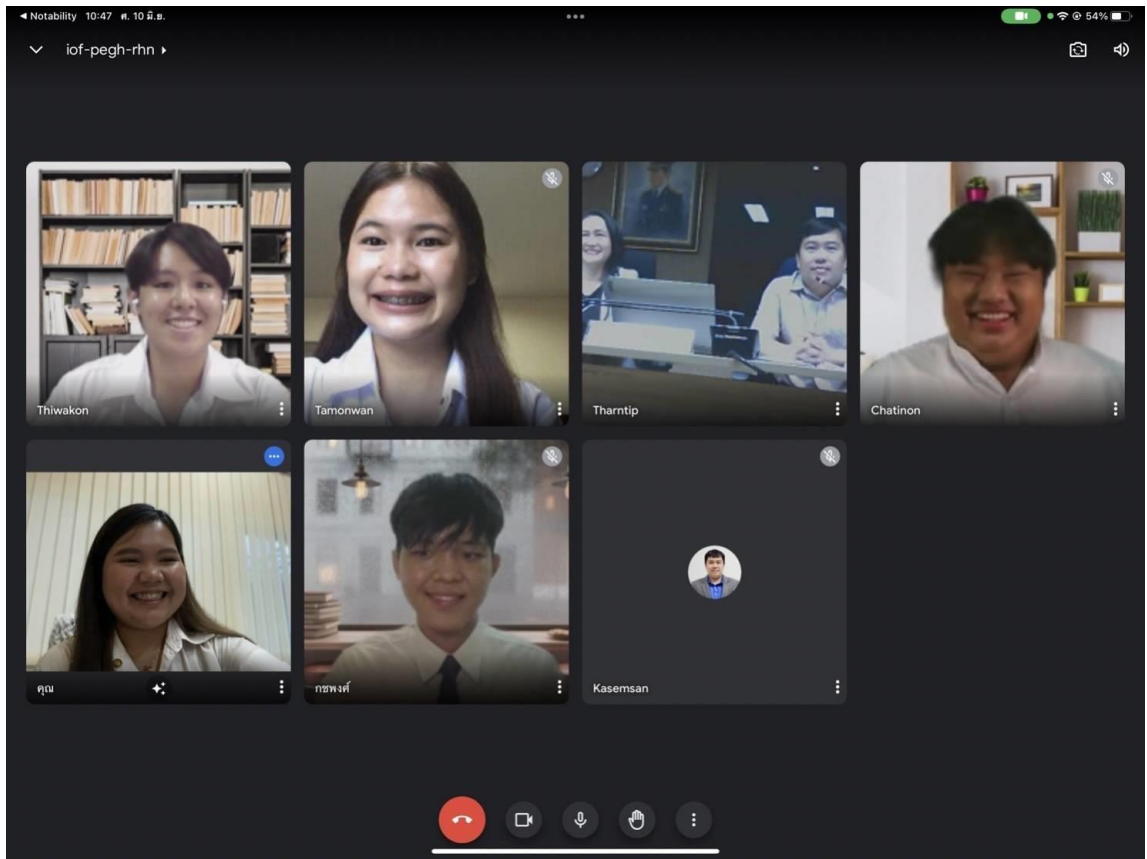 ◀ Notability 10:47 ศ. 10 มิ.ย. 54%
iof-pegh-rhn
Thiwakon
Tamonwan
Tharntip
Chatinon
คุณ
กชพงศ์
Kasemsan